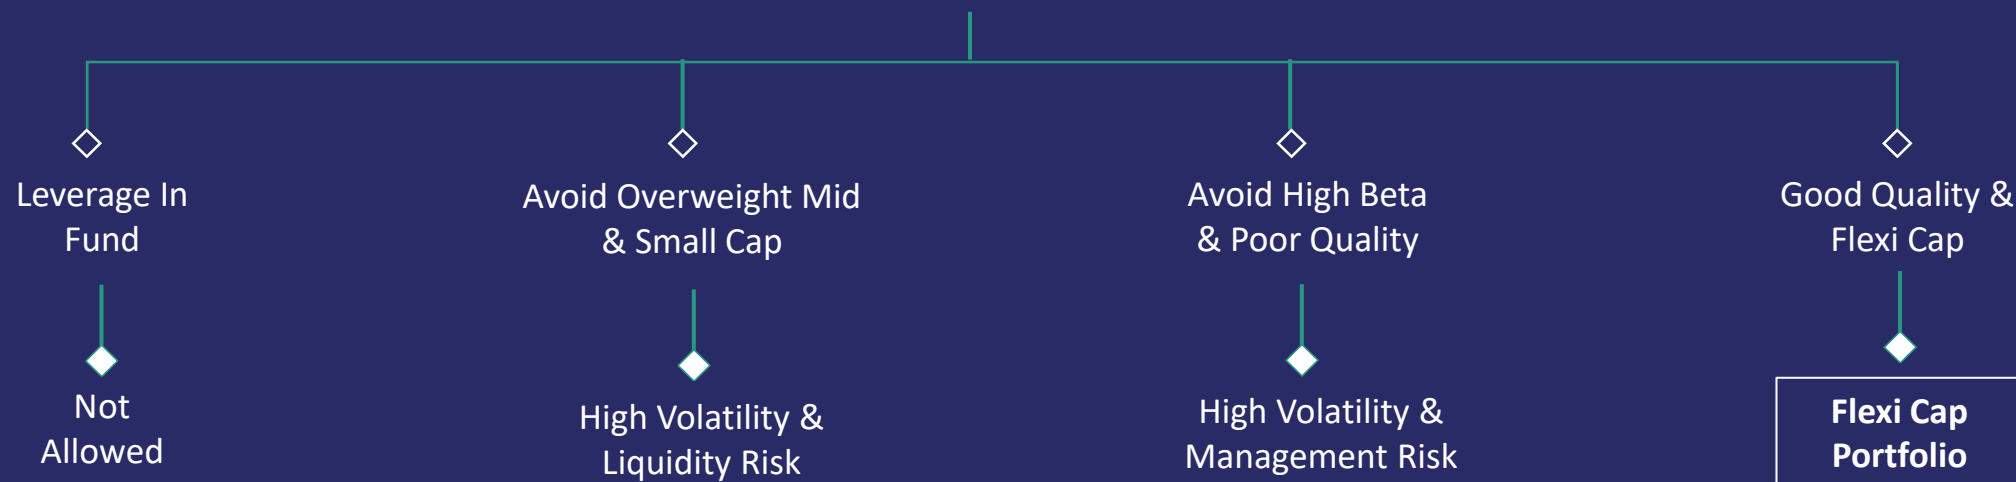 Leverage In
Fund
Avoid Overweight Mid
& Small Cap
Avoid High Beta
& Poor Quality
Good Quality &
Flexi Cap
Not
Allowed
High Volatility &
Liquidity Risk
High Volatility &
Management Risk
Flexi Cap
Portfolio